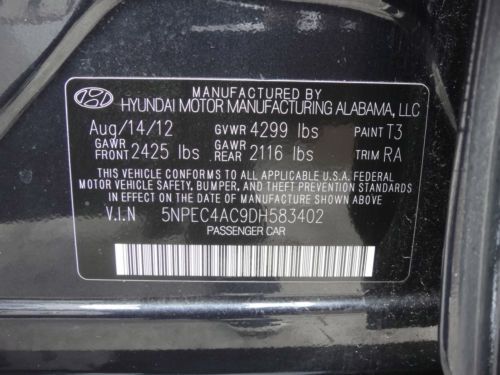 MANUFACTURED BY
HYUNDAI MOTOR MANUFACTURING ALABAMA, LLC
Aug/14/12 GVWR 4299 lbs PAINT T3
GAWR FRONT 2425 lbs GAWR REAR 2116 lbs TRIM RA
THIS VEHICLE CONFORMS TO ALL APPLICABLE U.S.A. FEDERAL
MOTOR VEHICLE SAFETY, BUMPER, AND THEFT PREVENTION STANDARDS
IN EFFECT ON THE DATE OF MANUFACTURE SHOWN ABOVE
V.I.N 5NPEC4AC9DH583402
PASSENGER CAR